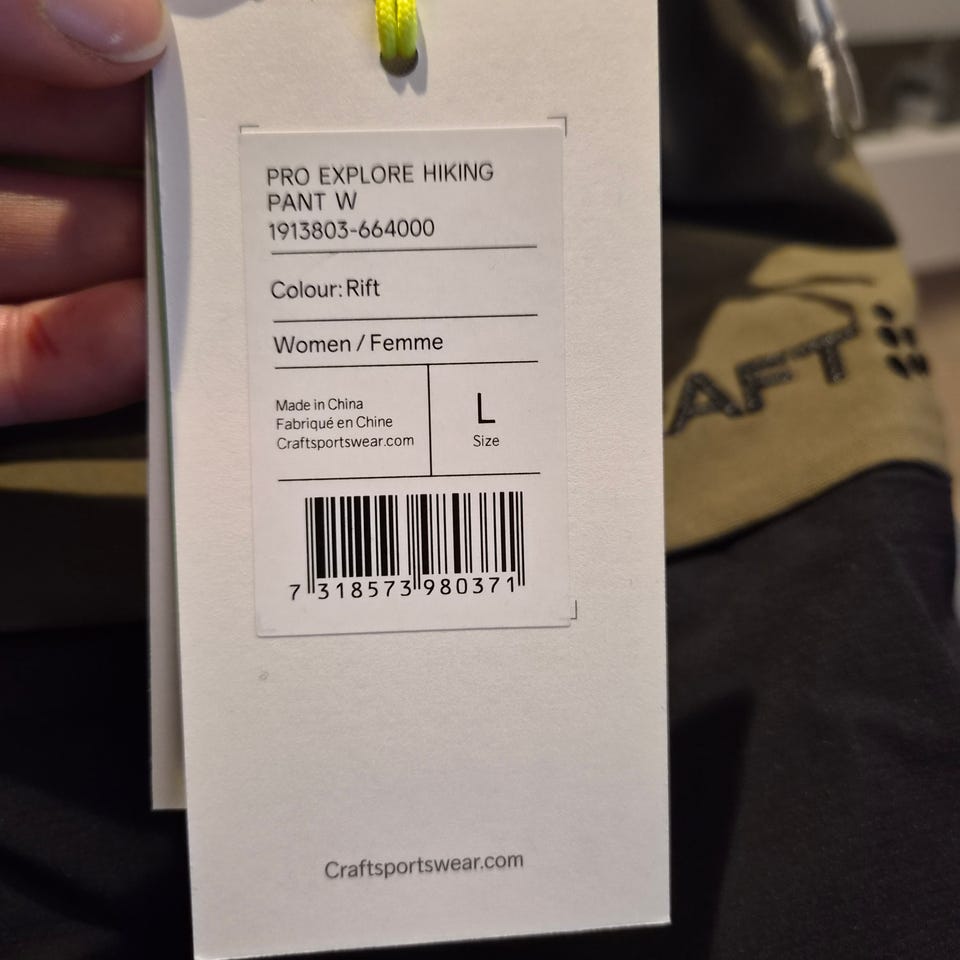 PRO EXPLORE HIKING
PANT W
1913803-664000
Colour: Rift
Women / Femme
Made in China
Fabriqué en Chine
Craftsportswear.com
L
Size
7 318573 980371
Craftsportswear.com
AFT